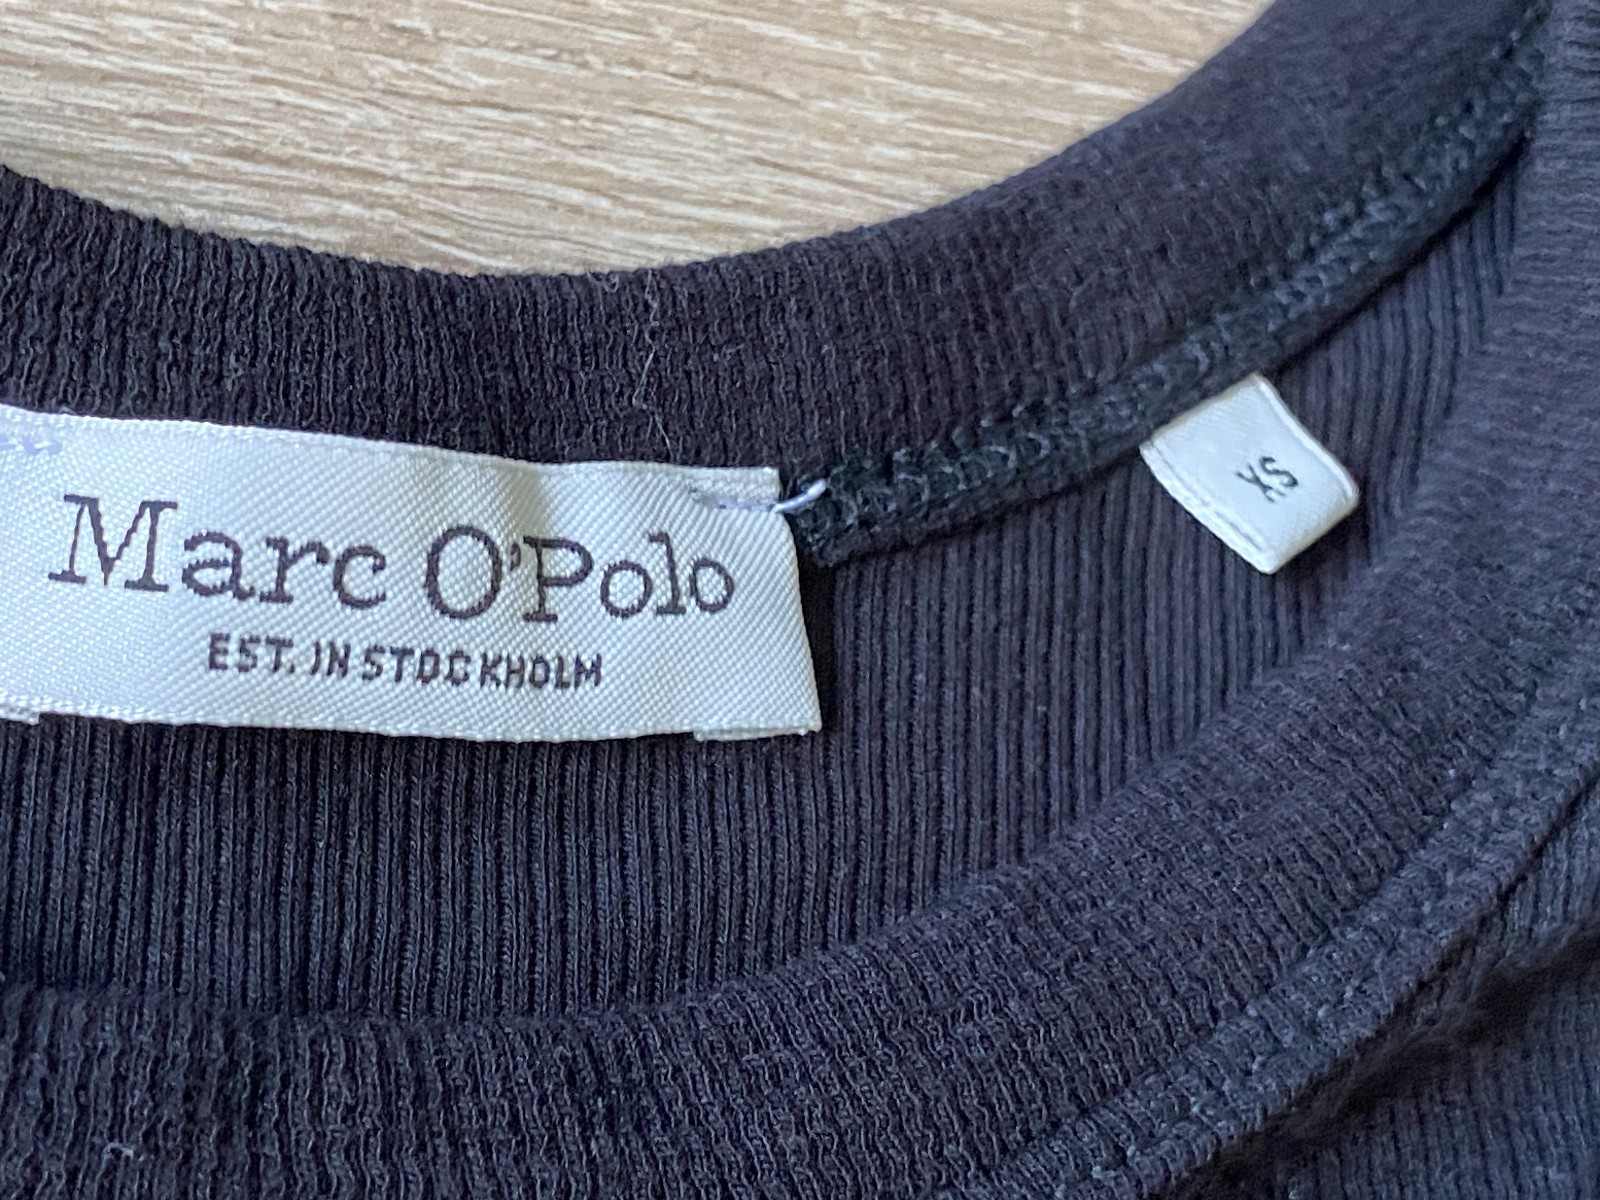 Marc O'Polo
EST. IN STOCKHOLM
XS